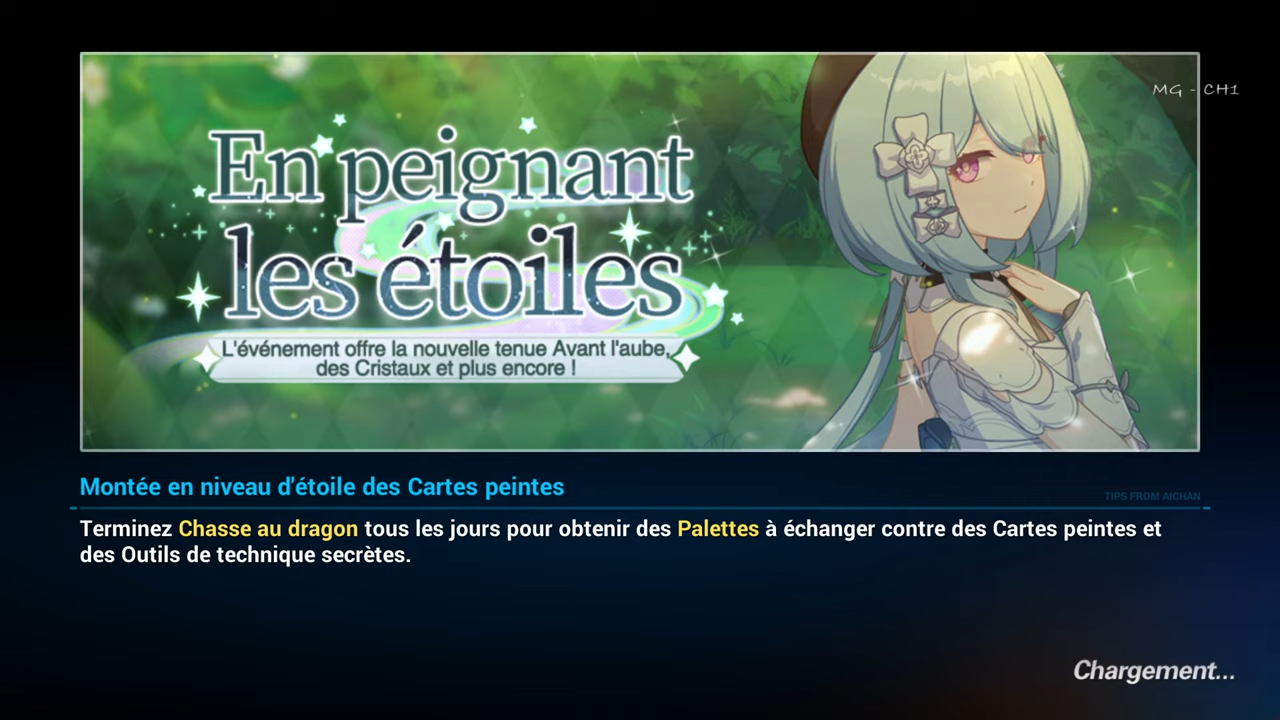 MG - CH1
En peignant
les étoiles
L'événement offre la nouvelle tenue Avant l'aube,
des Cristaux et plus encore !
Montée en niveau d'étoile des Cartes peintes
TIPS FROM AICHAN
Terminez Chasse au dragon tous les jours pour obtenir des Palettes à échanger contre des Cartes peintes et
des Outils de technique secrètes.
Chargement...